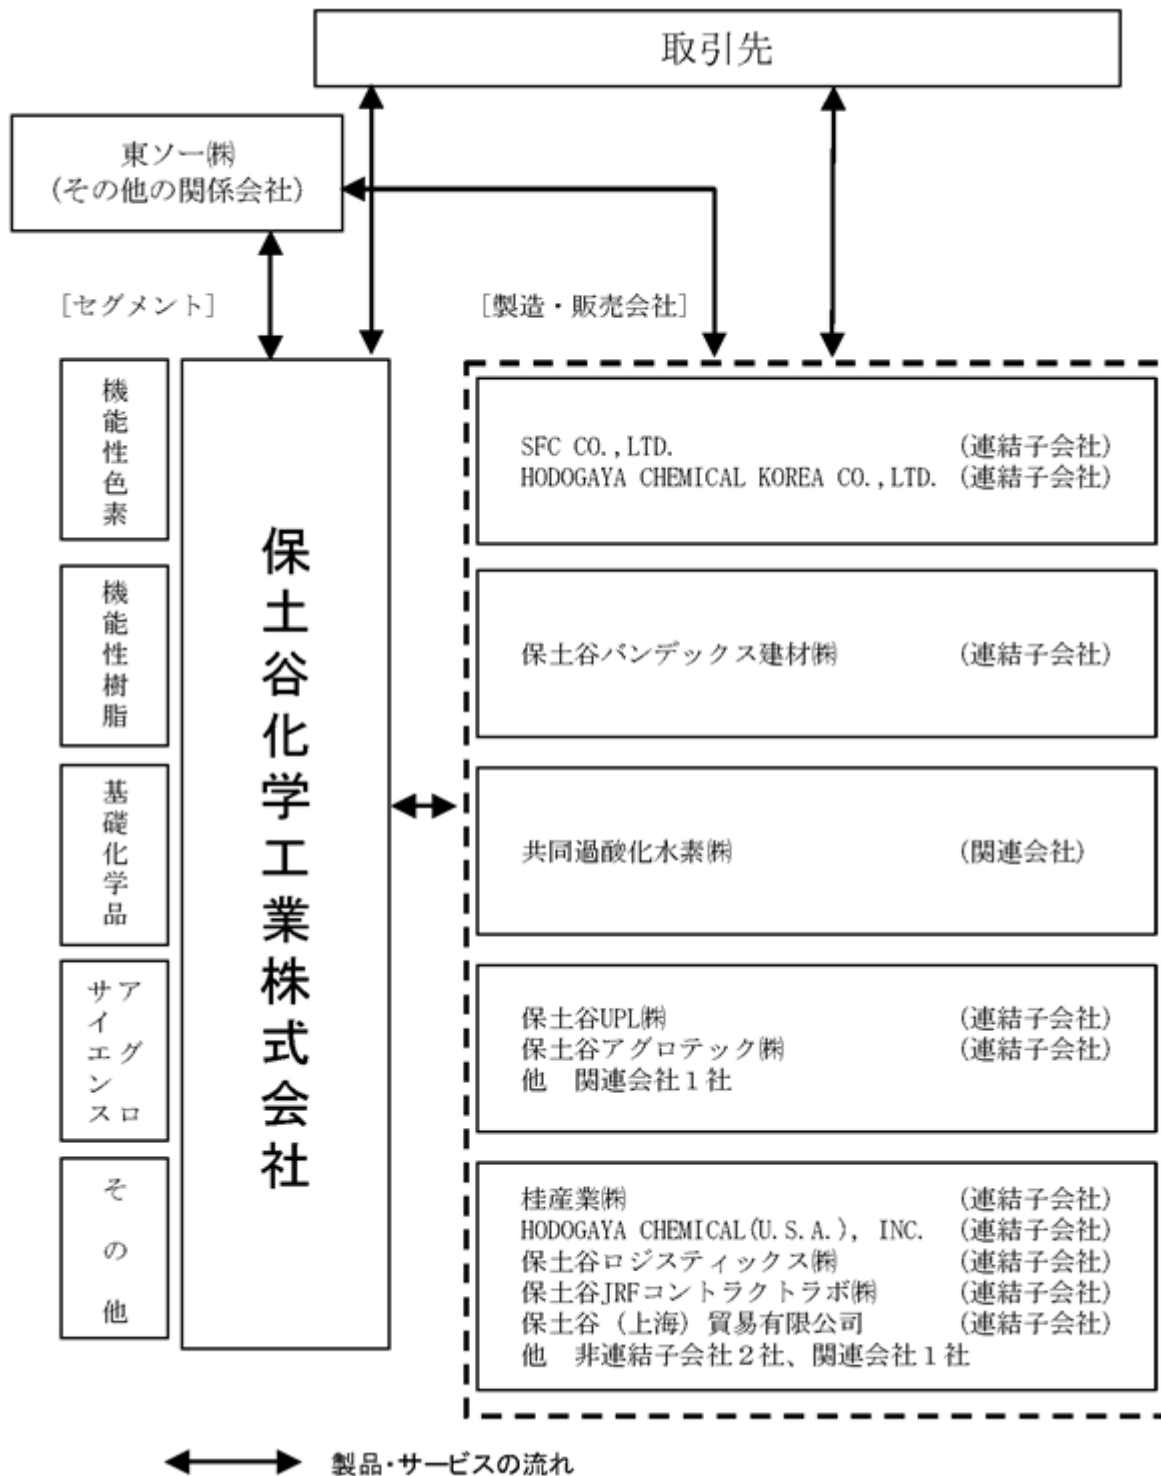 取引先
東ソー㈱
(その他の関係会社)
[セグメント]
[製造・販売会社]
機能性色素
機能性樹脂
基礎化学品
アグロ
サイエンス
その他
保土谷化学工業株式会社
SFC CO.,LTD. (連結子会社)
HODOGAYA CHEMICAL KOREA CO.,LTD. (連結子会社)
保土谷バンデックス建材㈱ (連結子会社)
共同過酸化水素㈱ (関連会社)
保土谷UPL㈱ (連結子会社)
保土谷アグロテック㈱ (連結子会社)
他 関連会社1社
桂産業㈱ (連結子会社)
HODOGAYA CHEMICAL(U.S.A.), INC. (連結子会社)
保土谷ロジスティックス㈱ (連結子会社)
保土谷JRFコントラクトラボ㈱ (連結子会社)
保土谷(上海)貿易有限公司 (連結子会社)
他 非連結子会社2社、関連会社1社
製品・サービスの流れ